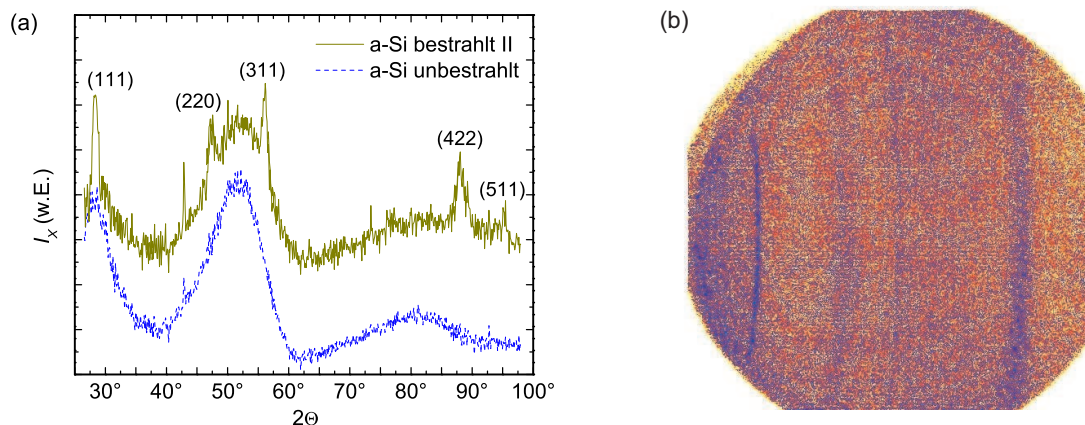 (a)
a-Si bestrahlt II
a-Si unbestrahlt
(111)
(220)
(311)
(422)
(511)
I_X (w.E.)
30° 40° 50° 60° 70° 80° 90° 100°
2Θ
(b)